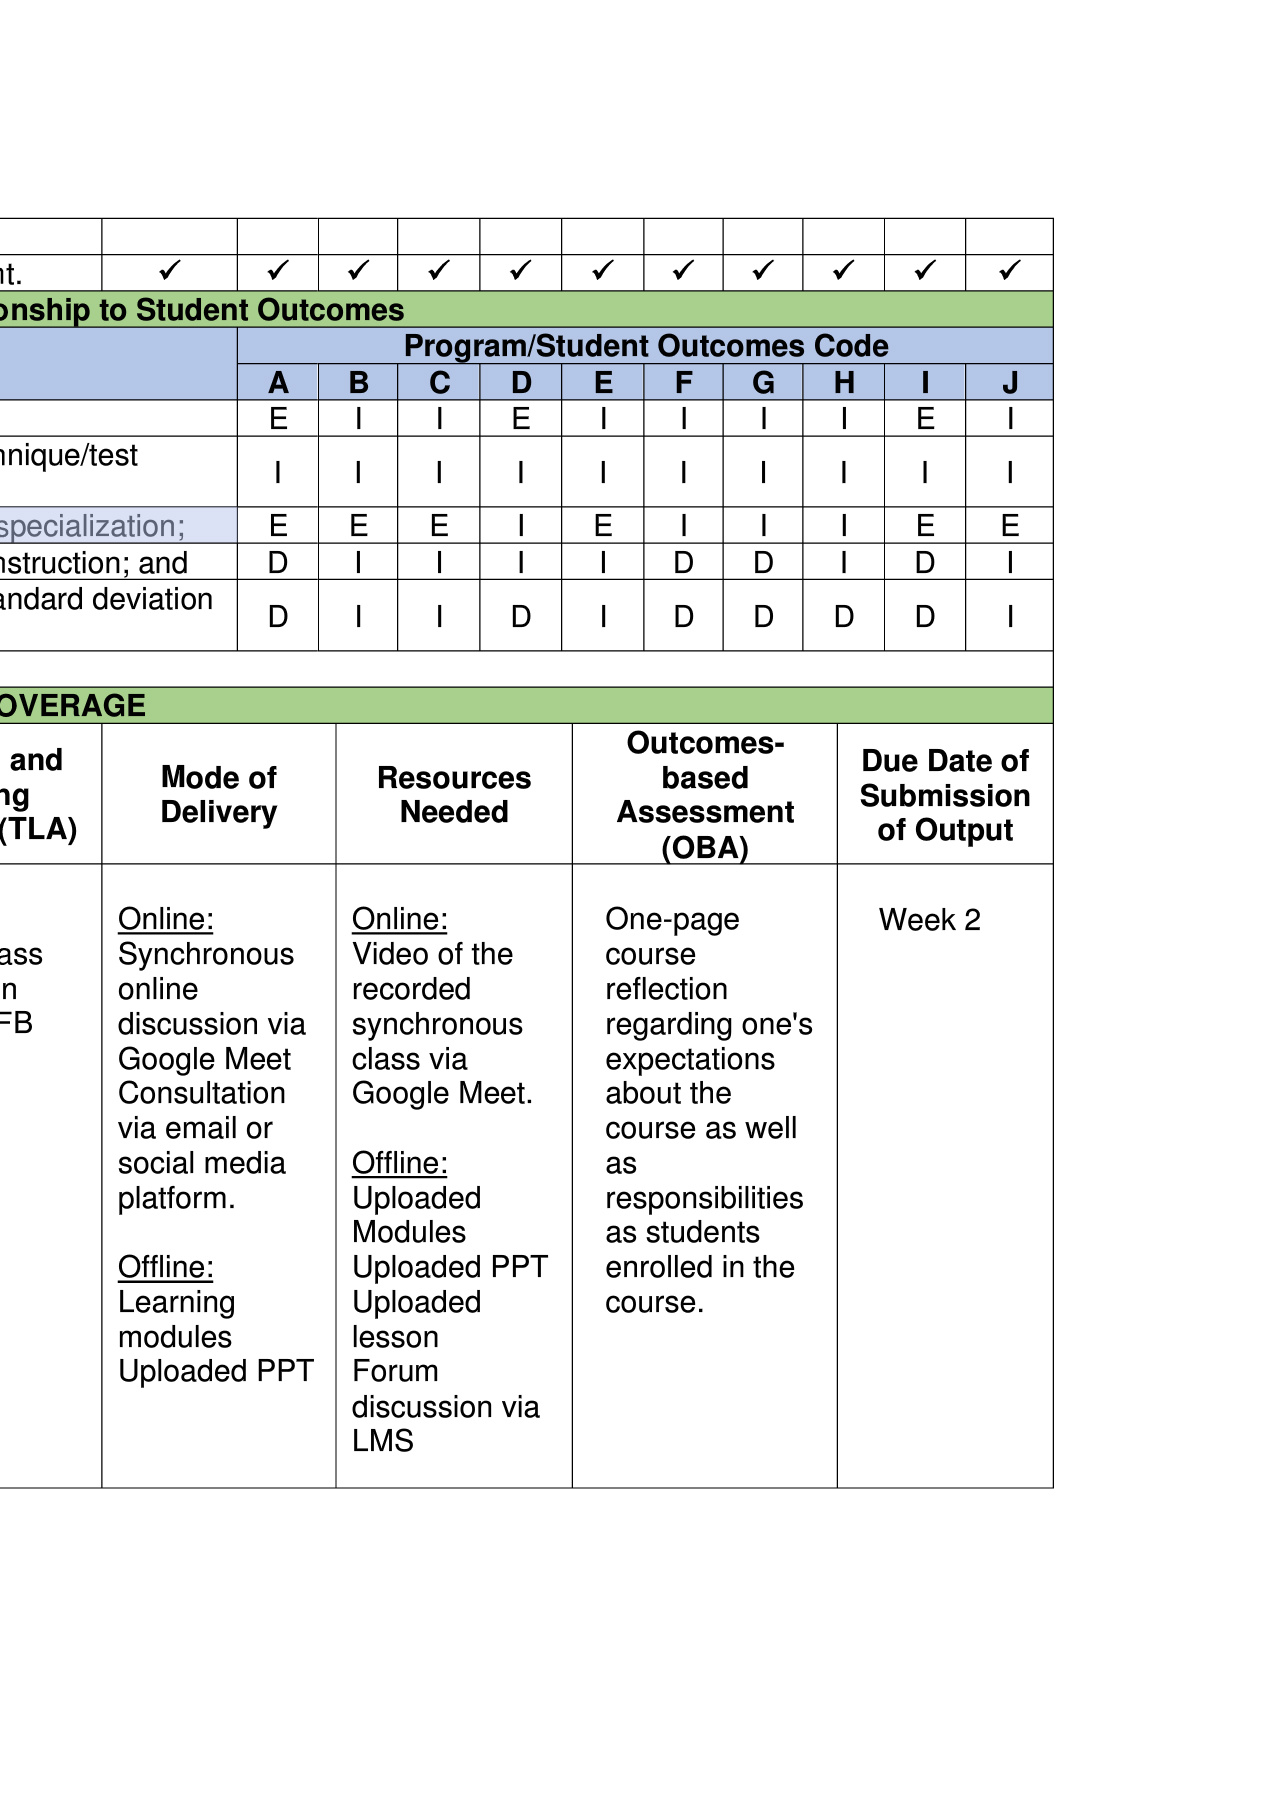 nt. ✓ ✓ ✓ ✓ ✓ ✓ ✓ ✓ ✓ ✓ ✓
onship to Student Outcomes
Program/Student Outcomes Code
A B C D E F G H I J
E I I E I I I I E I
hnique/test
I I I I I I I I I I
specialization; E E E I E I I I E E
nstruction; and D I I I I D D I D I
andard deviation
D I I D I D D D D I
OVERAGE
and
ng
(TLA)
Mode of
Delivery
Resources
Needed
Outcomes-
based
Assessment
(OBA)
Due Date of
Submission
of Output
ass
n
FB
Online:
Synchronous
online
discussion via
Google Meet
Consultation
via email or
social media
platform.
Offline:
Learning
modules
Uploaded PPT
Online:
Video of the
recorded
synchronous
class via
Google Meet.
Offline:
Uploaded
Modules
Uploaded PPT
Uploaded
lesson
Forum
discussion via
LMS
One-page
course
reflection
regarding one's
expectations
about the
course as well
as
responsibilities
as students
enrolled in the
course.
Week 2